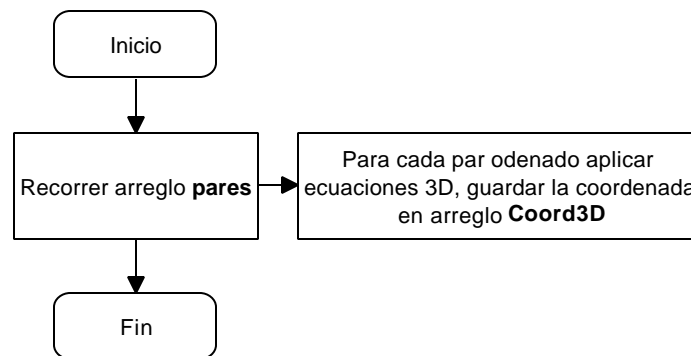 Inicio
Recorrer arreglo pares
Para cada par odenado aplicar
ecuaciones 3D, guardar la coordenada
en arreglo Coord3D
Fin